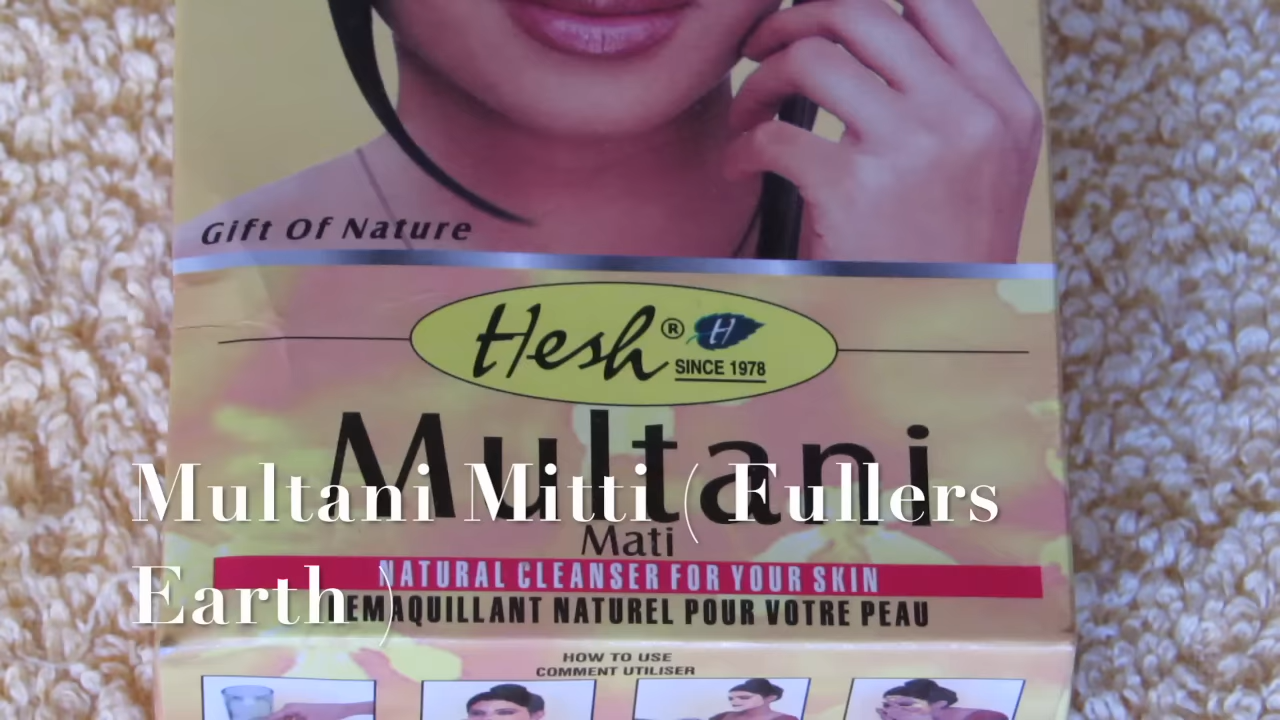 Gift Of Nature
Hesh® H
SINCE 1978
Multani
Multani Mitti ( Fullers
Mati
NATURAL CLEANSER FOR YOUR SKIN
Earth )
DEMAQUILLANT NATUREL POUR VOTRE PEAU
HOW TO USE
COMMENT UTILISER